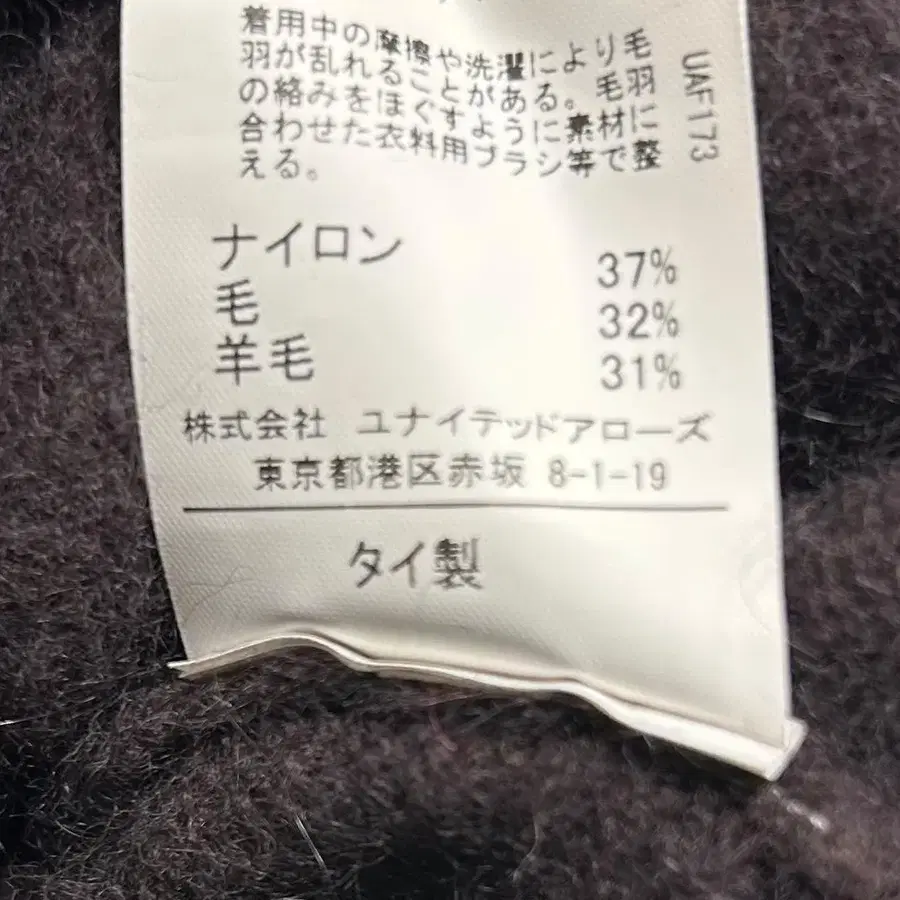 着用中の摩擦や洗濯により毛
羽が乱れることがある。毛羽
の絡みをほぐすように素材に
合わせた衣料用ブラシ等で整
える。
UAF173
ナイロン 37%
毛 32%
羊毛 31%
株式会社 ユナイテッドアローズ
東京都港区赤坂 8-1-19
タイ製